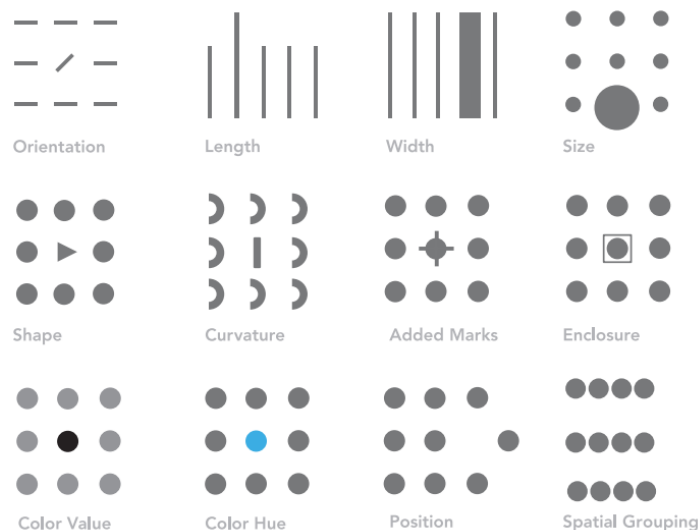 Orientation
Length
Width
Size
Shape
Curvature
Added Marks
Enclosure
Color Value
Color Hue
Position
Spatial Grouping